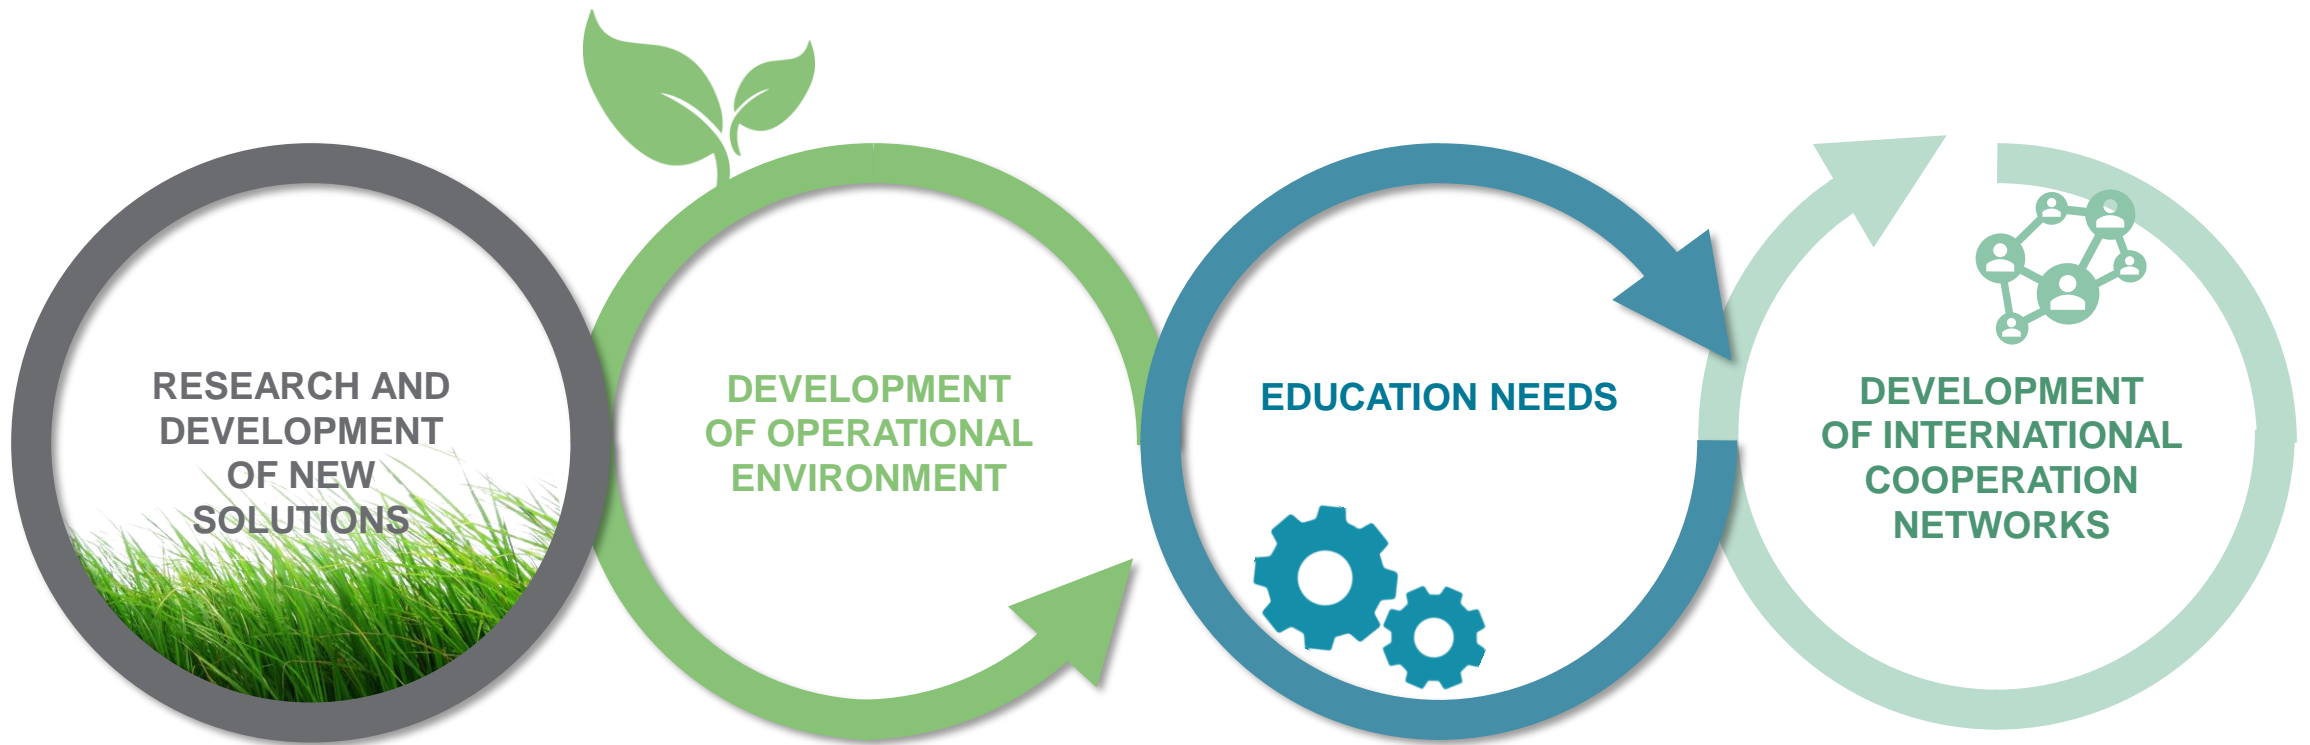 RESEARCH AND
DEVELOPMENT
OF NEW
SOLUTIONS
DEVELOPMENT
OF OPERATIONAL
ENVIRONMENT
EDUCATION NEEDS
DEVELOPMENT
OF INTERNATIONAL
COOPERATION
NETWORKS